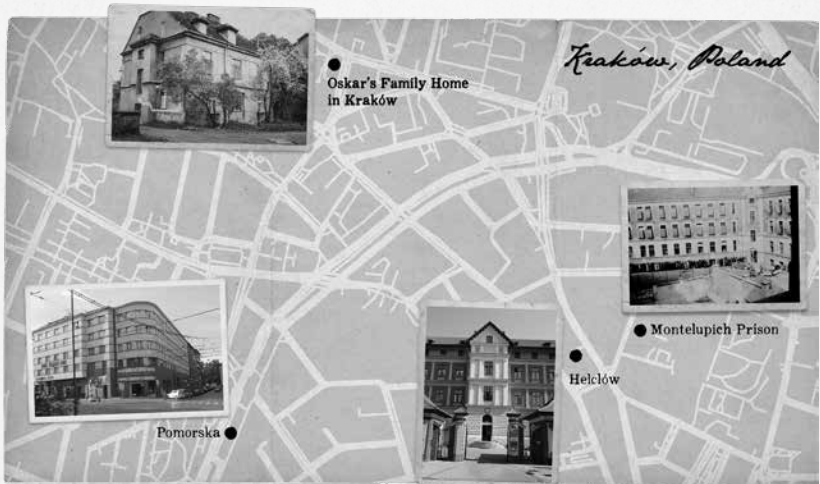 Kraków, Poland
Oskar's Family Home
in Kraków
Montelupich Prison
Helclów
Pomorska